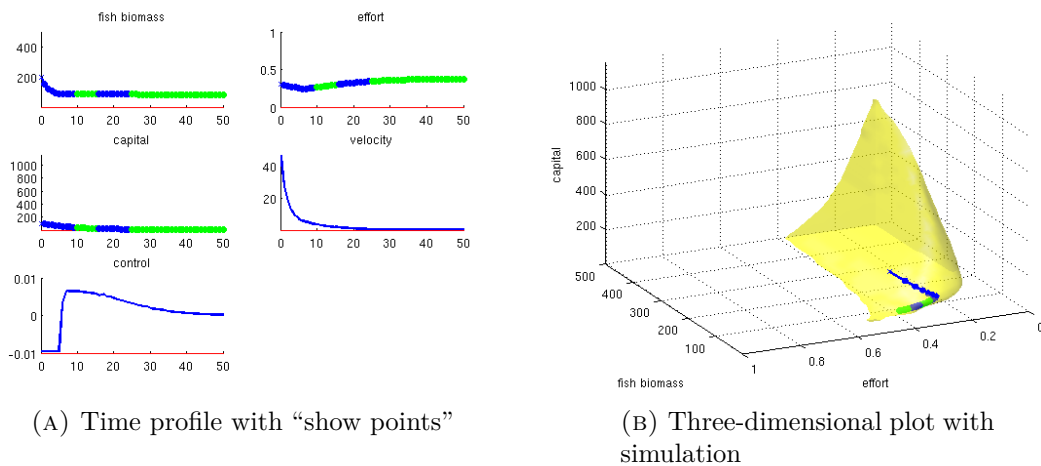 fish biomass
400
200
0 10 20 30 40 50
effort
1
0.5
0
0 10 20 30 40 50
capital
1000
800
600
400
200
0 10 20 30 40 50
velocity
40
20
0 10 20 30 40 50
control
0.01
0
-0.01
0 10 20 30 40 50
(A) Time profile with “show points”
1000
800
600
400
200
capital
500
400
300
200
100
fish biomass
1
0.8
0.6
0.4
0.2
0
effort
(B) Three-dimensional plot with
simulation